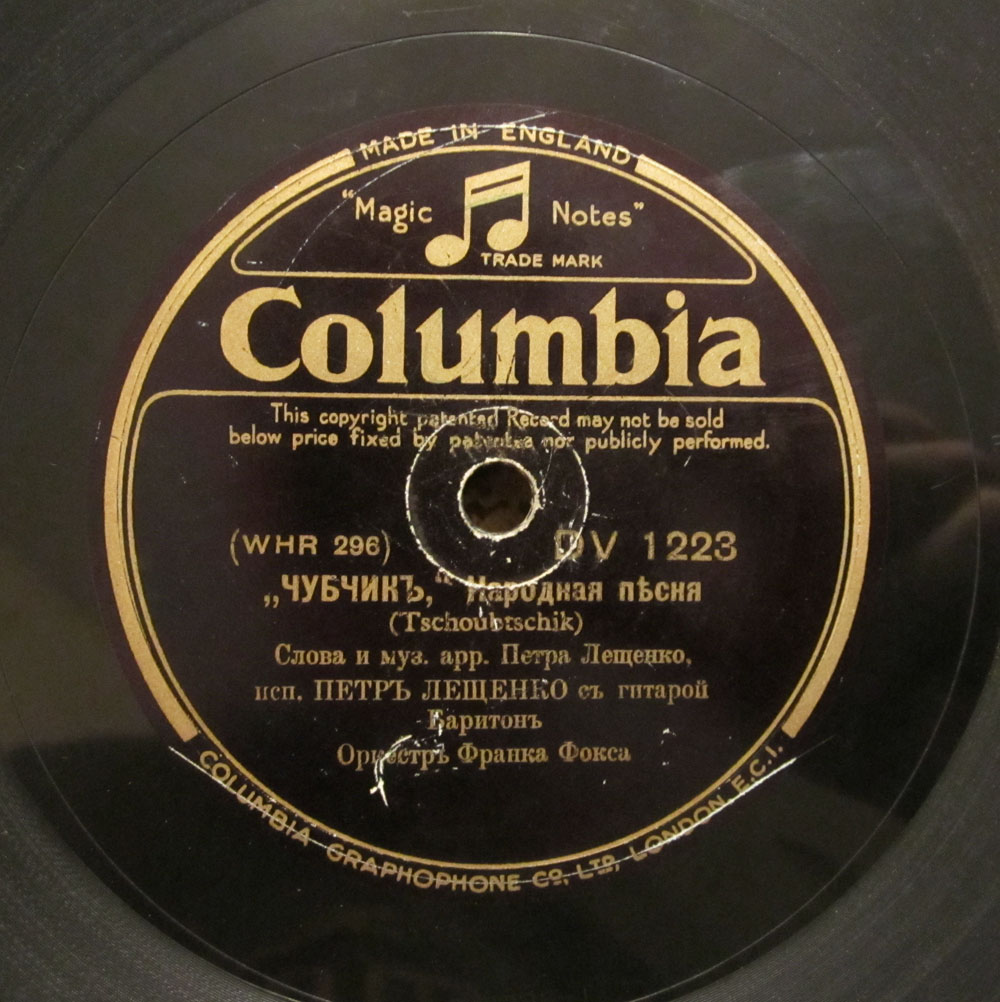 MADE IN ENGLAND
"Magic Notes"
TRADE MARK
Columbia
This copyright patented Record may not be sold
below price fixed by patentee nor publicly performed.
(WHR 296) DV 1223
„ЧУБЧИКЪ,“ Народная пѣсня
(Tschoubtschik)
Слова и муз. арр. Петра Лещенко,
исп. ПЕТРЪ ЛЕЩЕНКО съ гитарой
Баритонъ
Оркестръ Франка Фокса
COLUMBIA GRAPHOPHONE CO, LTD, LONDON. E.C.I.